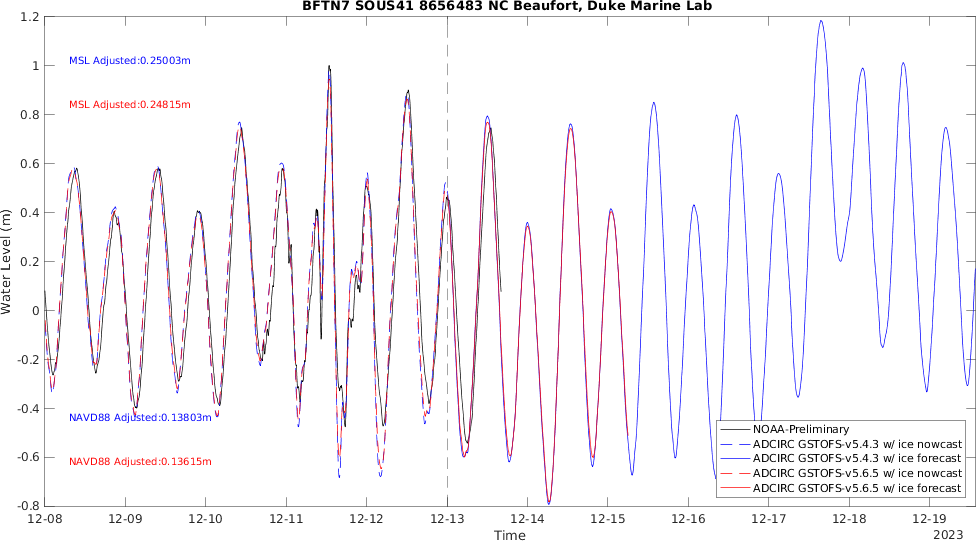 BFTN7 SOUS41 8656483 NC Beaufort, Duke Marine Lab
1.2
1
0.8
0.6
0.4
0.2
0
-0.2
-0.4
-0.6
-0.8
Water Level (m)
MSL Adjusted:0.25003m
MSL Adjusted:0.24815m
NAVD88 Adjusted:0.13803m
NAVD88 Adjusted:0.13615m
NOAA-Preliminary
ADCIRC GSTOFS-v5.4.3 w/ ice nowcast
ADCIRC GSTOFS-v5.4.3 w/ ice forecast
ADCIRC GSTOFS-v5.6.5 w/ ice nowcast
ADCIRC GSTOFS-v5.6.5 w/ ice forecast
12-08 12-09 12-10 12-11 12-12 12-13 12-14 12-15 12-16 12-17 12-18 12-19
Time
2023